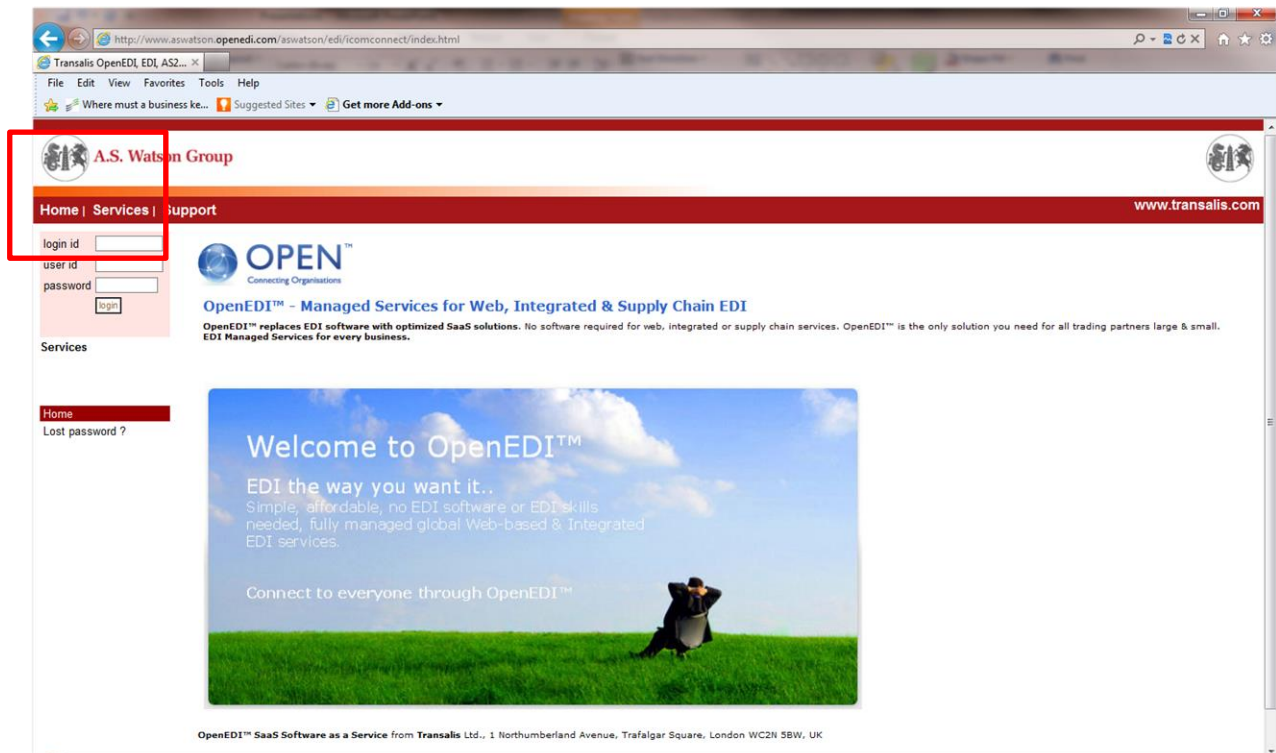 http://www.aswatson.openedi.com/aswatson/edi/icomconnect/index.html
Transalis OpenEDI, EDI, AS2...
File Edit View Favorites Tools Help
Where must a business ke... Suggested Sites Get more Add-ons
A.S. Watson Group
Home | Services | Support www.transalis.com
login id
user id
password
login
Services
Home
Lost password ?
OPEN™
Connecting Organisations
OpenEDI™ - Managed Services for Web, Integrated & Supply Chain EDI
OpenEDI™ replaces EDI software with optimized SaaS solutions. No software required for web, integrated or supply chain services. OpenEDI™ is the only solution you need for all trading partners large & small.
EDI Managed Services for every business.
Welcome to OpenEDI™
EDI the way you want it..
Simple, affordable, no EDI software or EDI skills
needed, fully managed global Web-based & Integrated
EDI services.
Connect to everyone through OpenEDI™
OpenEDI™ SaaS Software as a Service from Transalis Ltd., 1 Northumberland Avenue, Trafalgar Square, London WC2N 5BW, UK